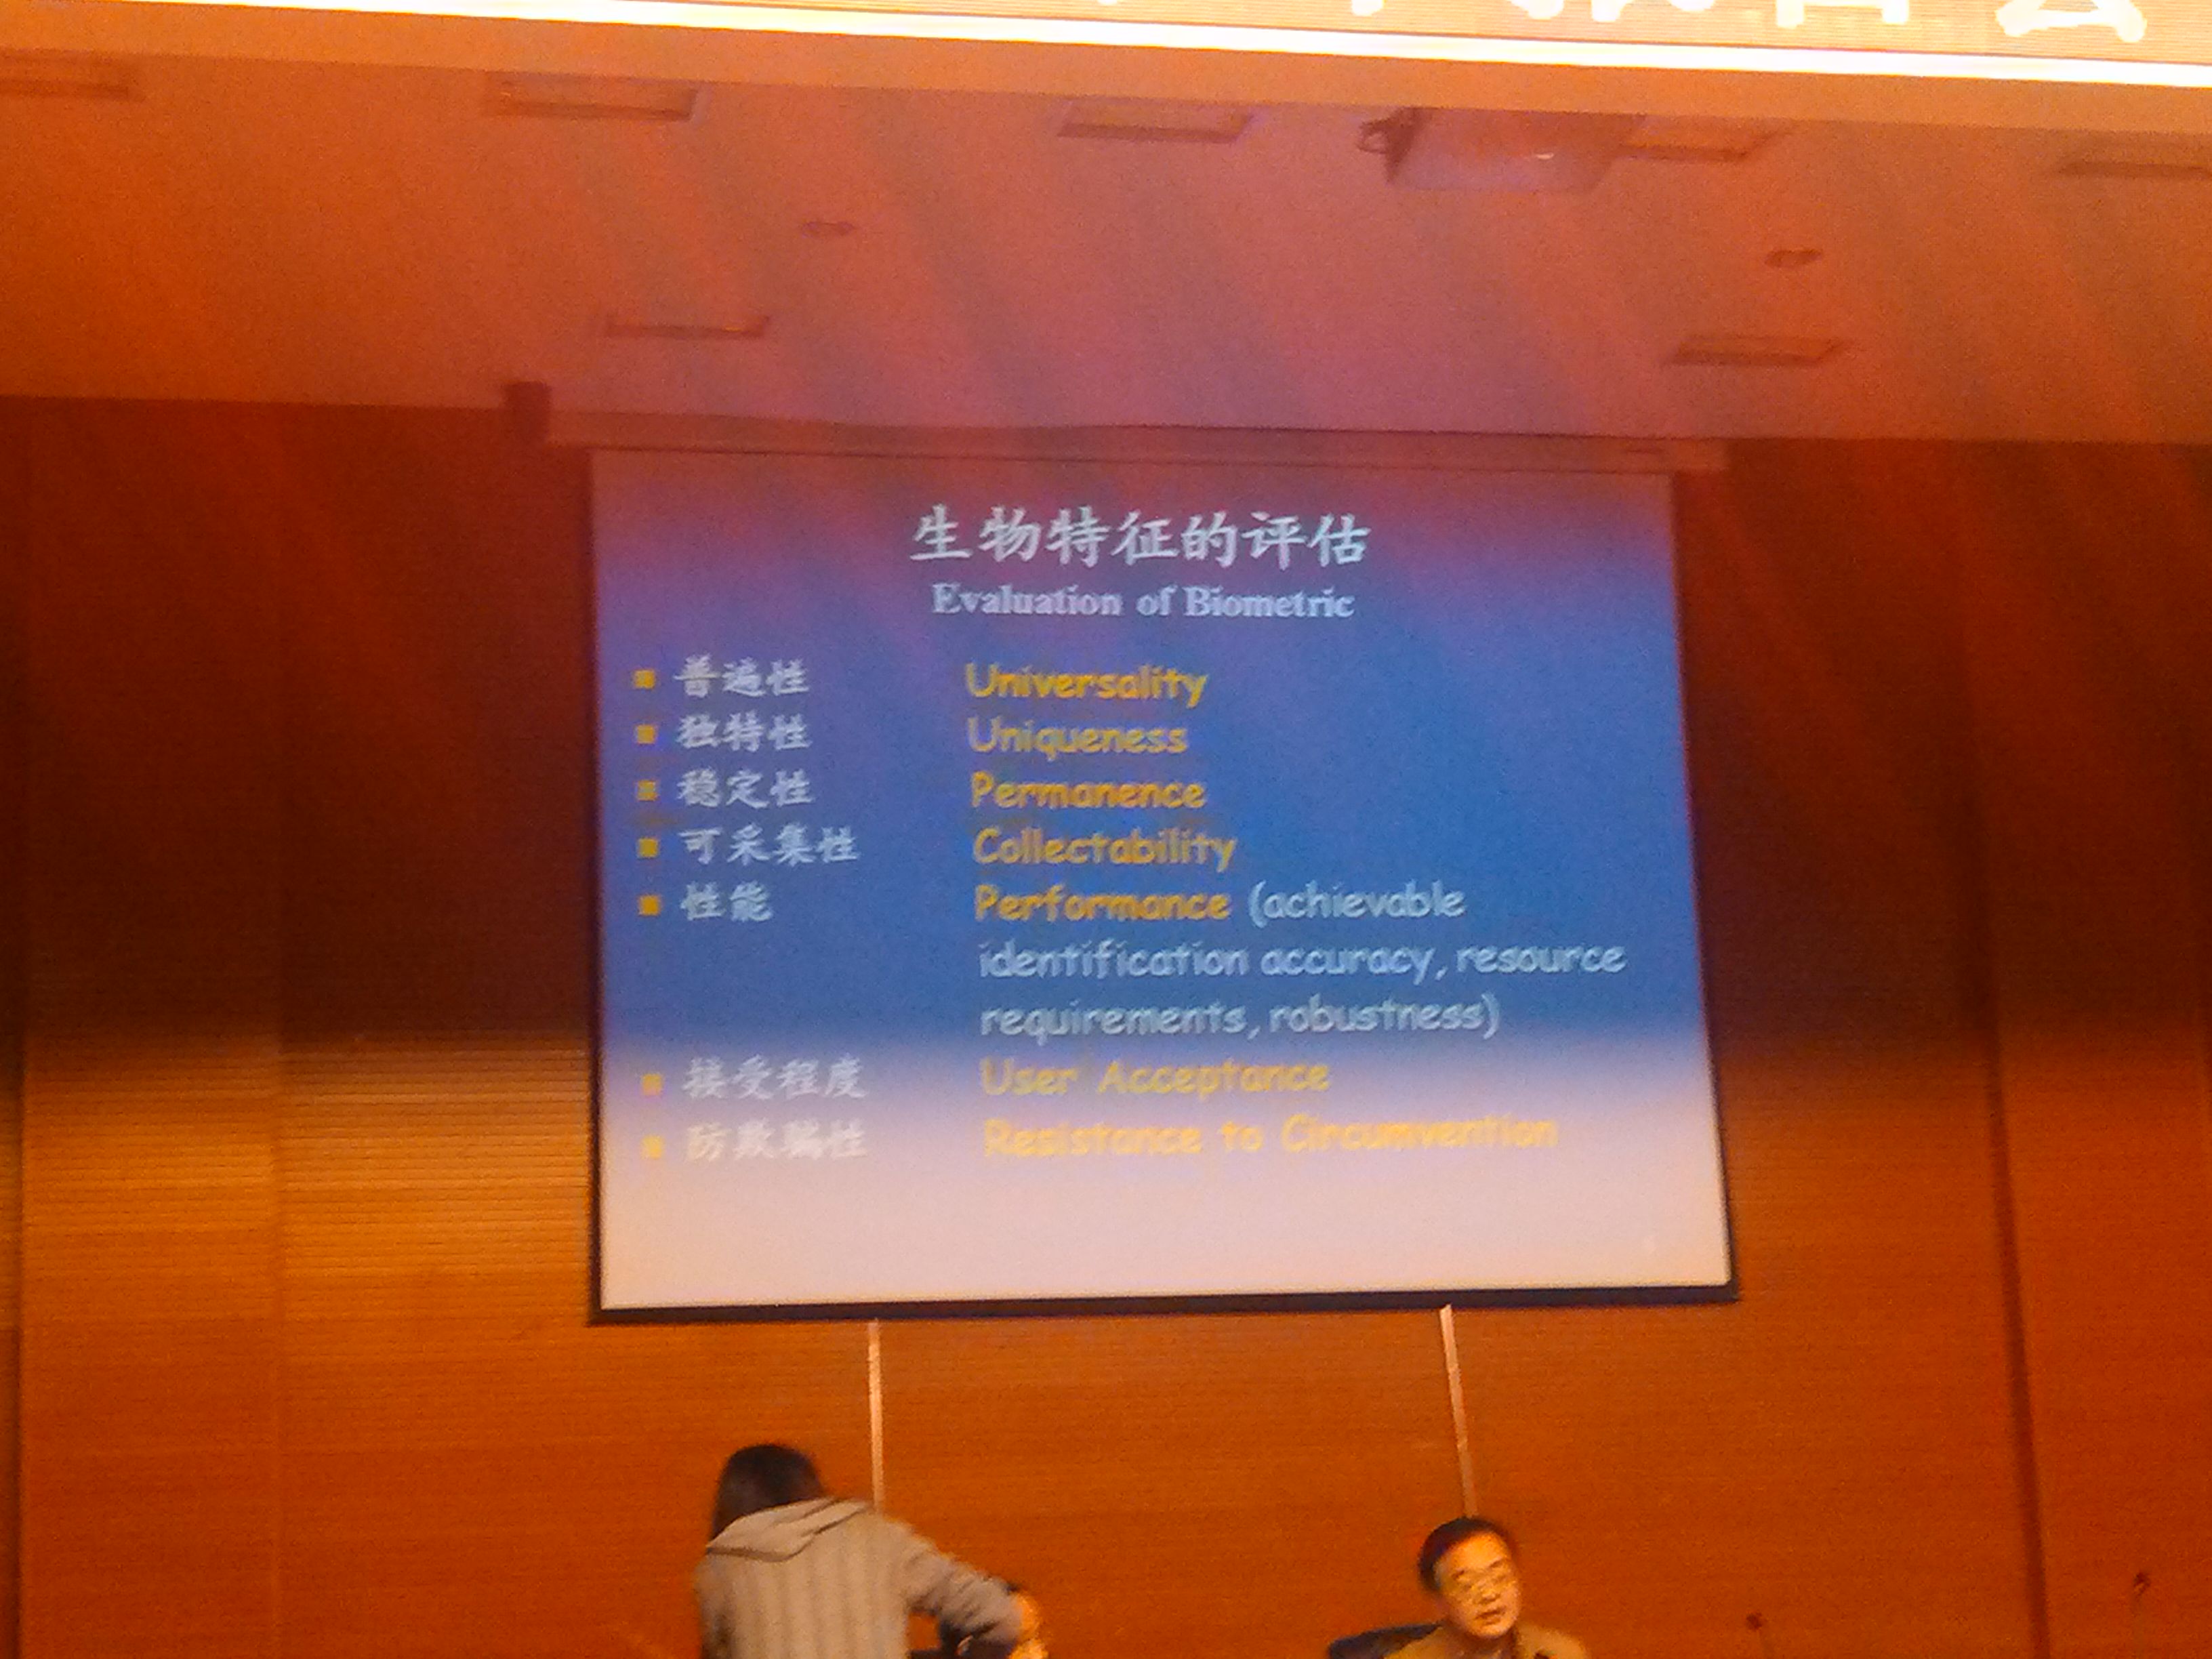 生物特征的评估
Evaluation of Biometric
■ 普遍性 Universality
■ 独特性 Uniqueness
■ 稳定性 Permanence
■ 可采集性 Collectability
■ 性能 Performance (achievable
identification accuracy, resource
requirements, robustness)
■ 接受程度 User Acceptance
■ 防欺骗性 Resistance to Circumvention